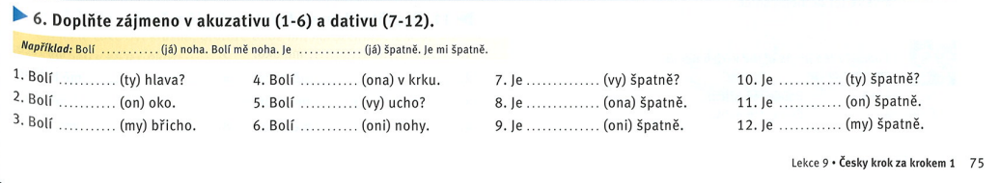 6. Doplňte zájmeno v akuzativu (1-6) a dativu (7-12).
Například: Bolí ........... (já) noha. Bolí mě noha. Je ............ (já) špatně. Je mi špatně.
1. Bolí ........... (ty) hlava?
2. Bolí ........... (on) oko.
3. Bolí ........... (my) břicho.
4. Bolí ........... (ona) v krku.
5. Bolí ........... (vy) ucho?
6. Bolí ........... (oni) nohy.
7. Je .............. (vy) špatně?
8. Je .............. (ona) špatně.
9. Je .............. (oni) špatně.
10. Je ............ (ty) špatně?
11. Je ............ (on) špatně.
12. Je ............ (my) špatně.
Lekce 9 • Česky krok za krokem 1 75